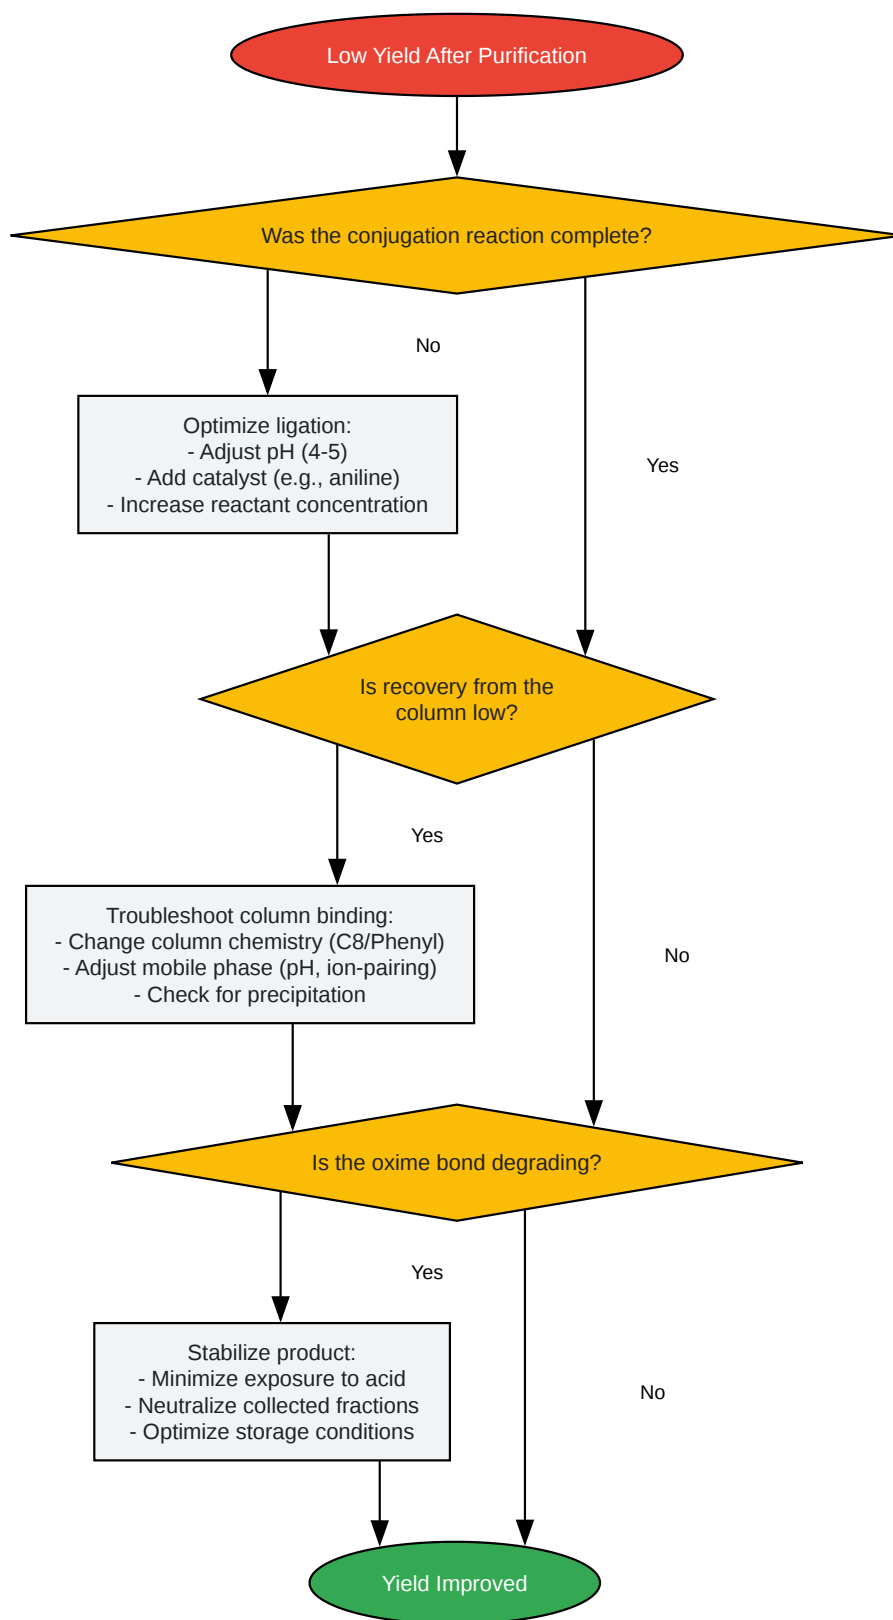 Low Yield After Purification
Was the conjugation reaction complete?
No
Optimize ligation:
- Adjust pH (4-5)
- Add catalyst (e.g., aniline)
- Increase reactant concentration
Yes
Is recovery from the
column low?
Yes
Troubleshoot column binding:
- Change column chemistry (C8/Phenyl)
- Adjust mobile phase (pH, ion-pairing)
- Check for precipitation
No
Is the oxime bond degrading?
Yes
Stabilize product:
- Minimize exposure to acid
- Neutralize collected fractions
- Optimize storage conditions
No
Yield Improved